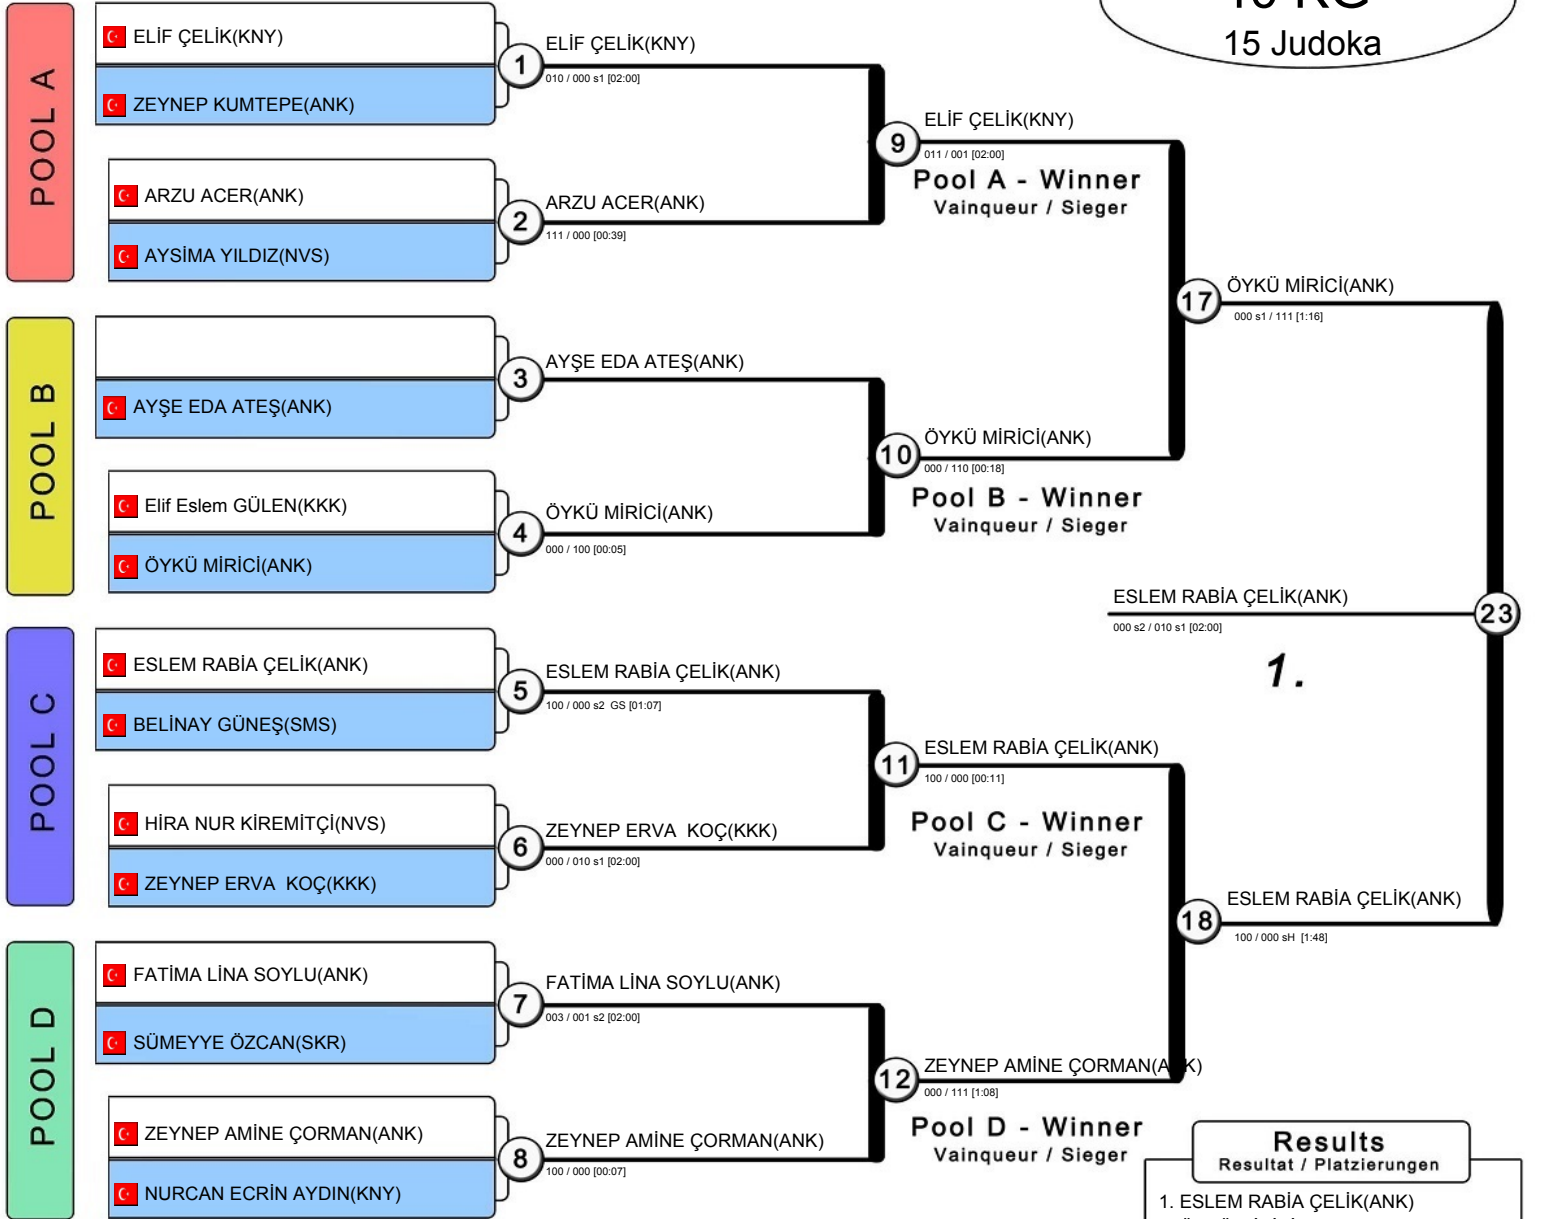 15 Judoka
POOL A
ELİF ÇELİK(KNY)
ZEYNEP KUMTEPE(ANK)
1
ELİF ÇELİK(KNY)
010 / 000 s1 [02:00]
ARZU ACER(ANK)
AYSİMA YILDIZ(NVS)
2
ARZU ACER(ANK)
111 / 000 [00:39]
9
ELİF ÇELİK(KNY)
011 / 001 [02:00]
Pool A - Winner
Vainqueur / Sieger
POOL B
AYŞE EDA ATEŞ(ANK)
3
AYŞE EDA ATEŞ(ANK)
Elif Eslem GÜLEN(KKK)
ÖYKÜ MİRİCİ(ANK)
4
ÖYKÜ MİRİCİ(ANK)
000 / 100 [00:05]
10
ÖYKÜ MİRİCİ(ANK)
000 / 110 [00:18]
Pool B - Winner
Vainqueur / Sieger
17
ÖYKÜ MİRİCİ(ANK)
000 s1 / 111 [1:16]
POOL C
ESLEM RABİA ÇELİK(ANK)
BELİNAY GÜNEŞ(SMS)
5
ESLEM RABİA ÇELİK(ANK)
100 / 000 s2 GS [01:07]
HİRA NUR KİREMİTÇİ(NVS)
ZEYNEP ERVA KOÇ(KKK)
6
ZEYNEP ERVA KOÇ(KKK)
000 / 010 s1 [02:00]
11
ESLEM RABİA ÇELİK(ANK)
100 / 000 [00:11]
Pool C - Winner
Vainqueur / Sieger
POOL D
FATİMA LİNA SOYLU(ANK)
SÜMEYYE ÖZCAN(SKR)
7
FATİMA LİNA SOYLU(ANK)
003 / 001 s2 [02:00]
ZEYNEP AMİNE ÇORMAN(ANK)
NURCAN ECRİN AYDIN(KNY)
8
ZEYNEP AMİNE ÇORMAN(ANK)
100 / 000 [00:07]
12
ZEYNEP AMİNE ÇORMAN(ANK)
000 / 111 [1:08]
Pool D - Winner
Vainqueur / Sieger
18
ESLEM RABİA ÇELİK(ANK)
100 / 000 sH [1:48]
ESLEM RABİA ÇELİK(ANK)
23
000 s2 / 010 s1 [02:00]
1.
Results
Resultat / Platzierungen
1. ESLEM RABİA ÇELİK(ANK)